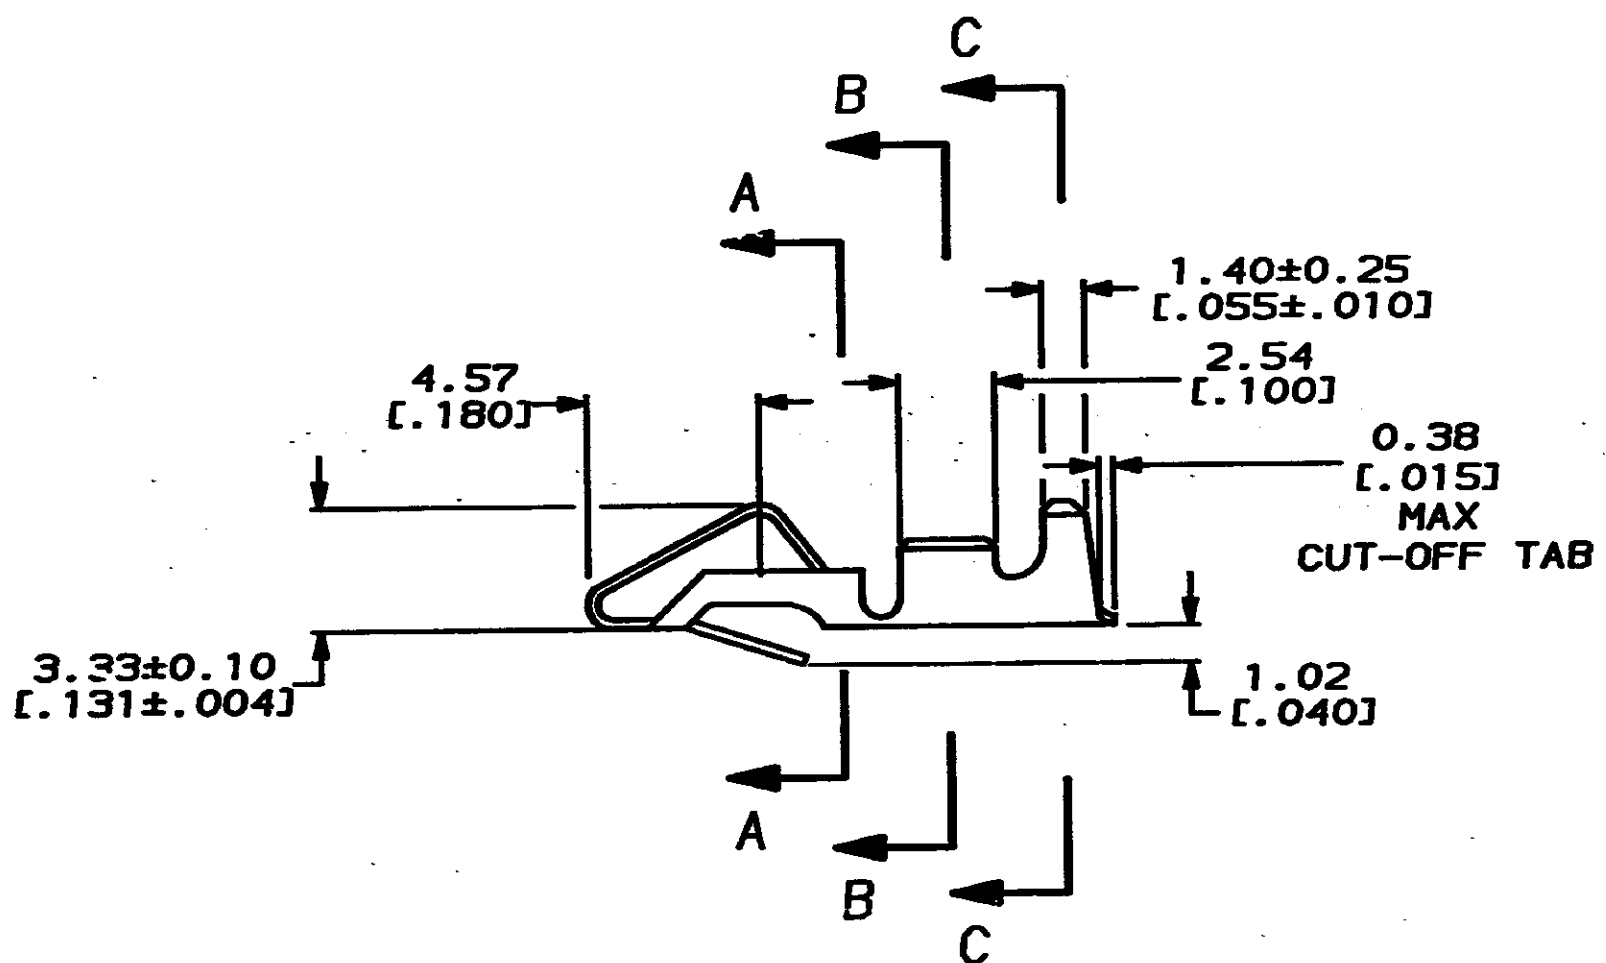 C
B
A
1.40±0.25
[.055±.010]
2.54
[.100]
4.57
[.180]
0.38
[.015]
MAX
CUT-OFF TAB
3.33±0.10
[.131±.004]
1.02
[.040]
A
B
C